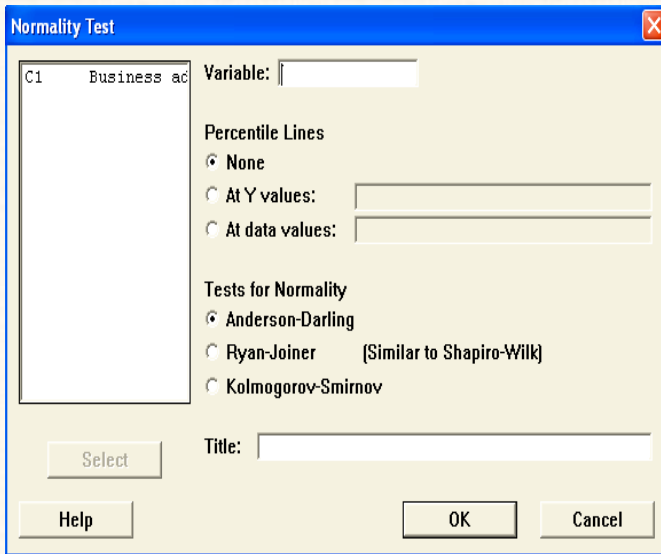 Normality Test
C1 Business ad
Variable:
Percentile Lines
None
At Y values:
At data values:
Tests for Normality
Anderson-Darling
Ryan-Joiner (Similar to Shapiro-Wilk)
Kolmogorov-Smirnov
Title:
Select
Help
OK
Cancel